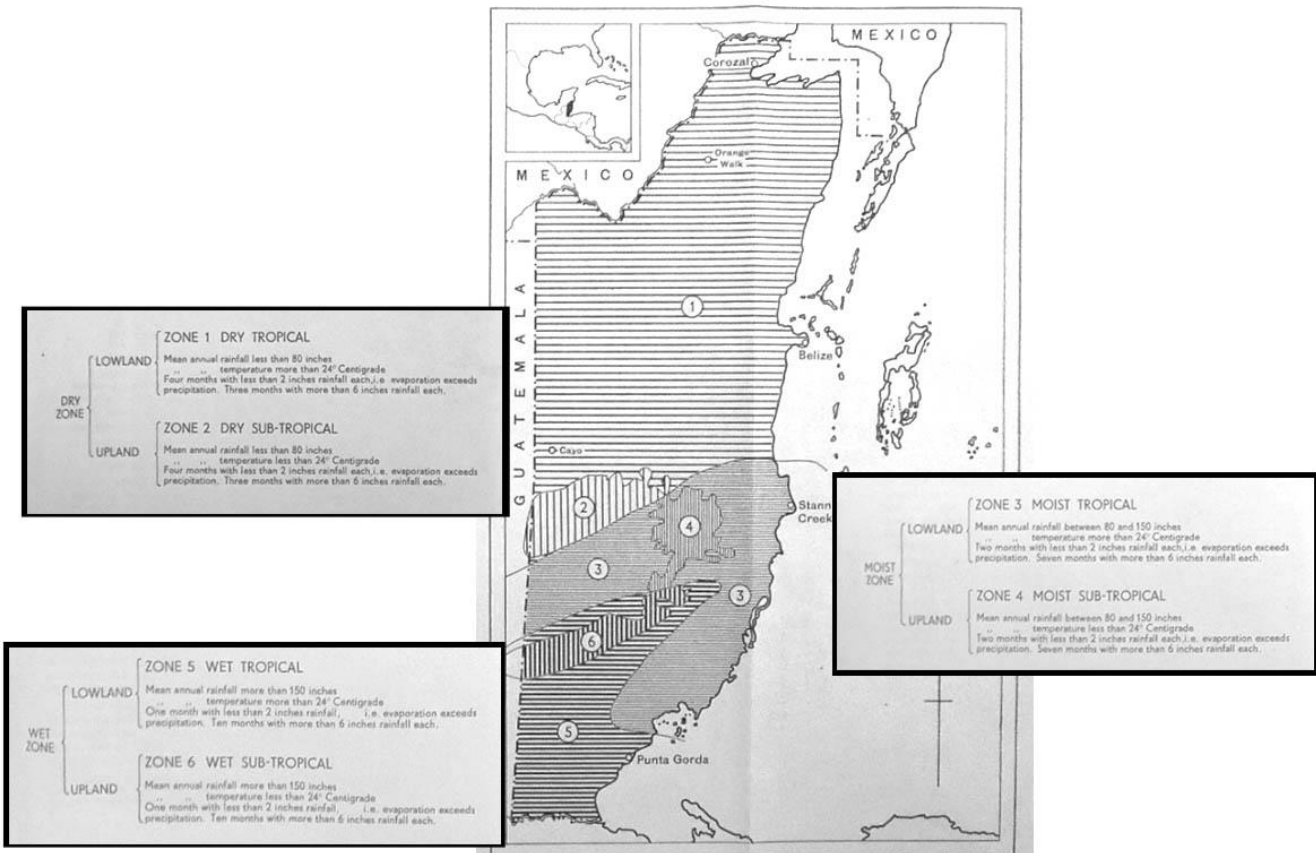 MEXICO
Corozal
Orange
Walk
MEXICO
GUATEMALA
1
Belize
Cayo
2
4
Stann
Creek
3
3
6
5
Punta Gorda
DRY
ZONE
LOWLAND
ZONE 1 DRY TROPICAL
Mean annual rainfall less than 80 inches
,, ,, temperature more than 24° Centigrade
Four months with less than 2 inches rainfall each, i.e. evaporation exceeds
precipitation. Three months with more than 6 inches rainfall each.
UPLAND
ZONE 2 DRY SUB-TROPICAL
Mean annual rainfall less than 80 inches
,, ,, temperature less than 24° Centigrade
Four months with less than 2 inches rainfall each, i.e. evaporation exceeds
precipitation. Three months with more than 6 inches rainfall each.
MOIST
ZONE
LOWLAND
ZONE 3 MOIST TROPICAL
Mean annual rainfall between 80 and 150 inches
,, ,, temperature more than 24° Centigrade
Two months with less than 2 inches rainfall each, i.e. evaporation exceeds
precipitation. Seven months with more than 6 inches rainfall each.
UPLAND
ZONE 4 MOIST SUB-TROPICAL
Mean annual rainfall between 80 and 150 inches
,, ,, temperature less than 24° Centigrade
Two months with less than 2 inches rainfall each, i.e. evaporation exceeds
precipitation. Seven months with more than 6 inches rainfall each.
WET
ZONE
LOWLAND
ZONE 5 WET TROPICAL
Mean annual rainfall more than 150 inches
,, ,, temperature more than 24° Centigrade
One month with less than 2 inches rainfall, i.e. evaporation exceeds
precipitation. Ten months with more than 6 inches rainfall each.
UPLAND
ZONE 6 WET SUB-TROPICAL
Mean annual rainfall more than 150 inches
,, ,, temperature less than 24° Centigrade
One month with less than 2 inches rainfall, i.e. evaporation exceeds
precipitation. Ten months with more than 6 inches rainfall each.